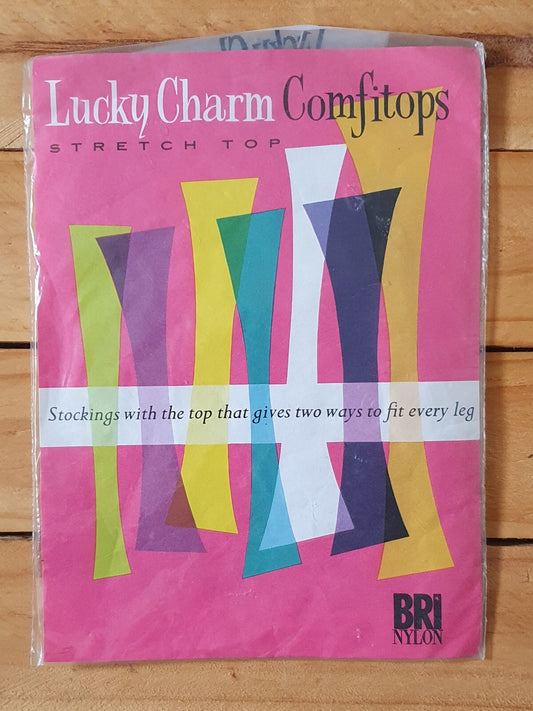 Lucky Charm Comfitops
STRETCH TOP
Stockings with the top that gives two ways to fit every leg
BRI
NYLON